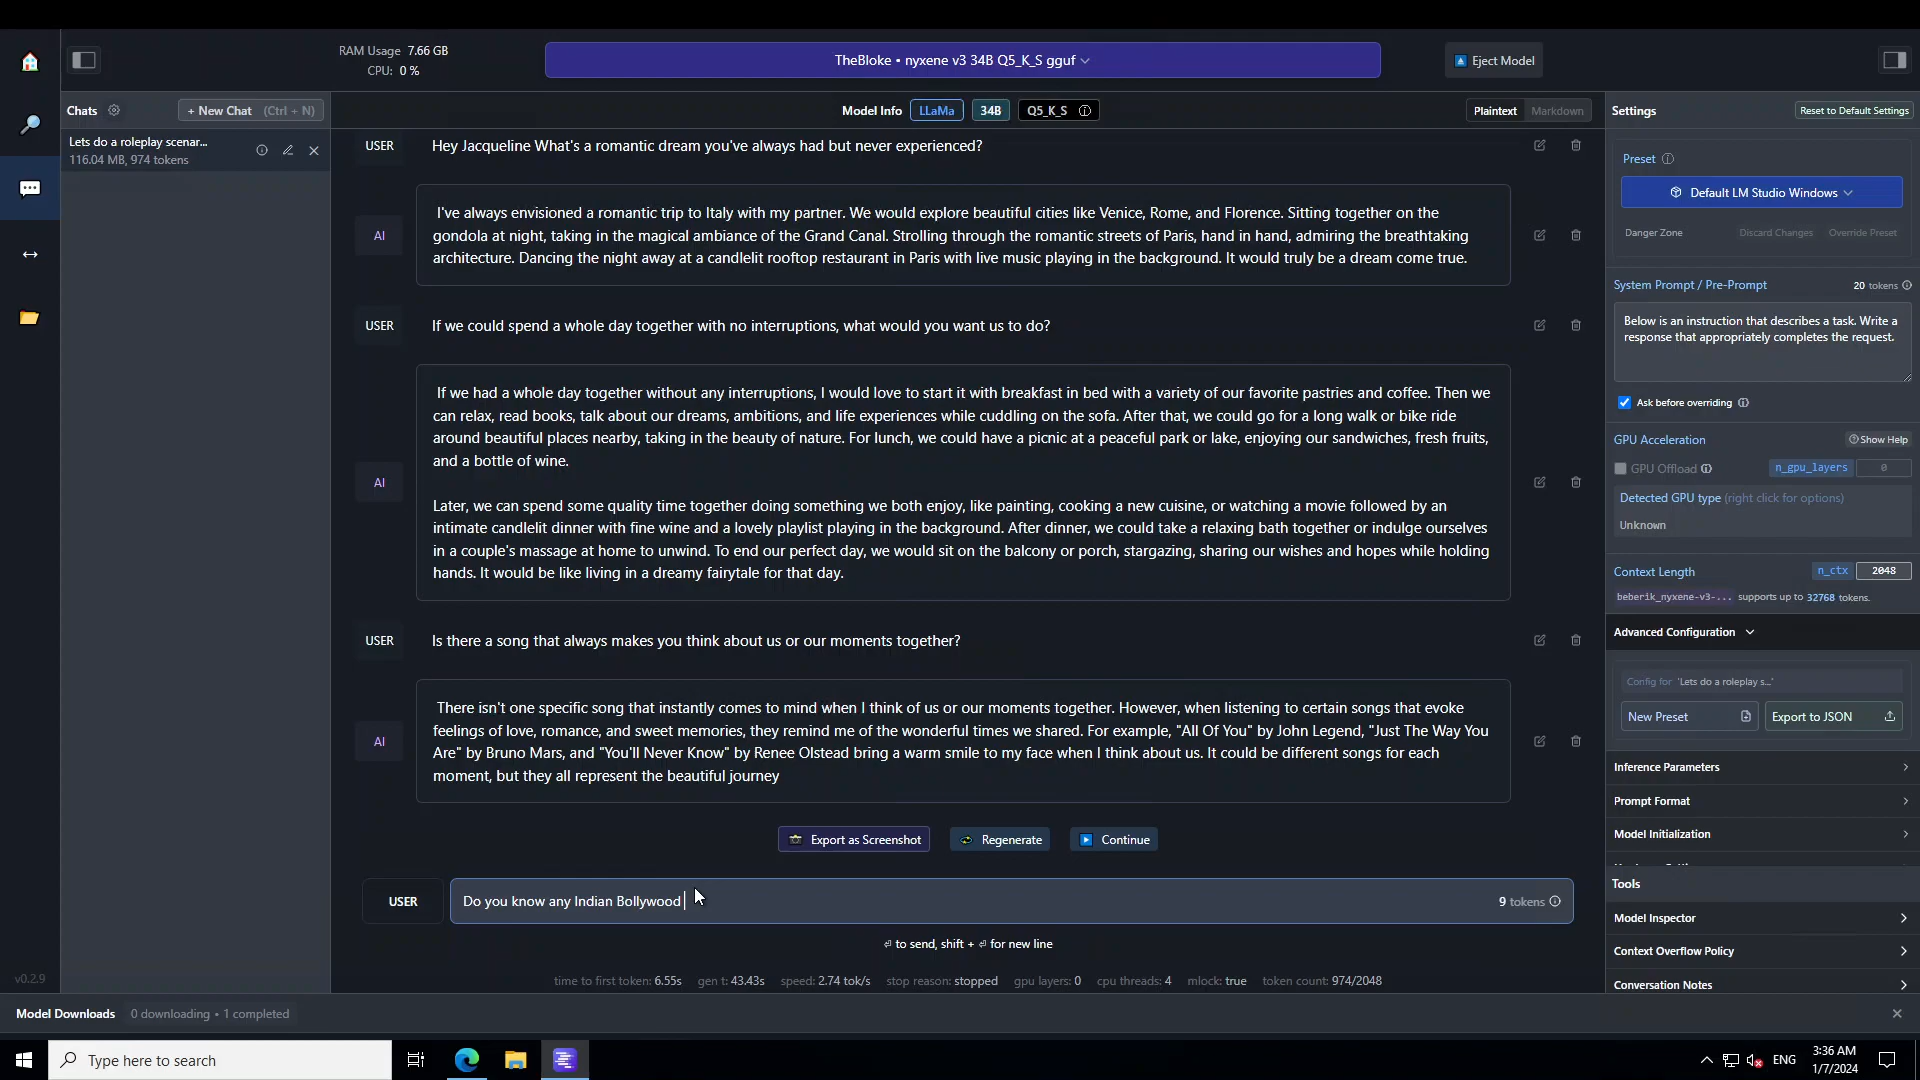 RAM Usage 7.66 GB
CPU: 0 %
TheBloke • nyxene v3 34B Q5_K_S gguf
Eject Model
Chats
+ New Chat (Ctrl + N)
Model Info LLaMa 34B Q5_K_S
Plaintext Markdown
Settings
Reset to Default Settings
Lets do a roleplay scenar...
116.04 MB, 974 tokens
USER
Hey Jacqueline What's a romantic dream you've always had but never experienced?
AI
I've always envisioned a romantic trip to Italy with my partner. We would explore beautiful cities like Venice, Rome, and Florence. Sitting together on the
gondola at night, taking in the magical ambiance of the Grand Canal. Strolling through the romantic streets of Paris, hand in hand, admiring the breathtaking
architecture. Dancing the night away at a candlelit rooftop restaurant in Paris with live music playing in the background. It would truly be a dream come true.
USER
If we could spend a whole day together with no interruptions, what would you want us to do?
AI
If we had a whole day together without any interruptions, I would love to start it with breakfast in bed with a variety of our favorite pastries and coffee. Then we
can relax, read books, talk about our dreams, ambitions, and life experiences while cuddling on the sofa. After that, we could go for a long walk or bike ride
around beautiful places nearby, taking in the beauty of nature. For lunch, we could have a picnic at a peaceful park or lake, enjoying our sandwiches, fresh fruits,
and a bottle of wine.
Later, we can spend some quality time together doing something we both enjoy, like painting, cooking a new cuisine, or watching a movie followed by an
intimate candlelit dinner with fine wine and a lovely playlist playing in the background. After dinner, we could take a relaxing bath together or indulge ourselves
in a couple's massage at home to unwind. To end our perfect day, we would sit on the balcony or porch, stargazing, sharing our wishes and hopes while holding
hands. It would be like living in a dreamy fairytale for that day.
USER
Is there a song that always makes you think about us or our moments together?
AI
There isn't one specific song that instantly comes to mind when I think of us or our moments together. However, when listening to certain songs that evoke
feelings of love, romance, and sweet memories, they remind me of the wonderful times we shared. For example, "All Of You" by John Legend, "Just The Way You
Are" by Bruno Mars, and "You'll Never Know" by Renee Olstead bring a warm smile to my face when I think about us. It could be different songs for each
moment, but they all represent the beautiful journey
Export as Screenshot
Regenerate
Continue
USER
Do you know any Indian Bollywood
9 tokens
⏎ to send, shift + ⏎ for new line
time to first token: 6.55s gen t: 43.43s speed: 2.74 tok/s stop reason: stopped gpu layers: 0 cpu threads: 4 mlock: true token count: 974/2048
Preset
Default LM Studio Windows
Danger Zone Discard Changes Override Preset
System Prompt / Pre-Prompt 20 tokens
Below is an instruction that describes a task. Write a
response that appropriately completes the request.
Ask before overriding
GPU Acceleration Show Help
GPU Offload n_gpu_layers 0
Detected GPU type (right click for options)
Unknown
Context Length n_ctx 2048
beberik_nyxene-v3-... supports up to 32768 tokens.
Advanced Configuration
Config for 'Lets do a roleplay s...'
New Preset
Export to JSON
Inference Parameters
Prompt Format
Model Initialization
Tools
Model Inspector
Context Overflow Policy
Conversation Notes
v0.2.9
Model Downloads 0 downloading • 1 completed
Type here to search
ENG
3:36 AM
1/7/2024